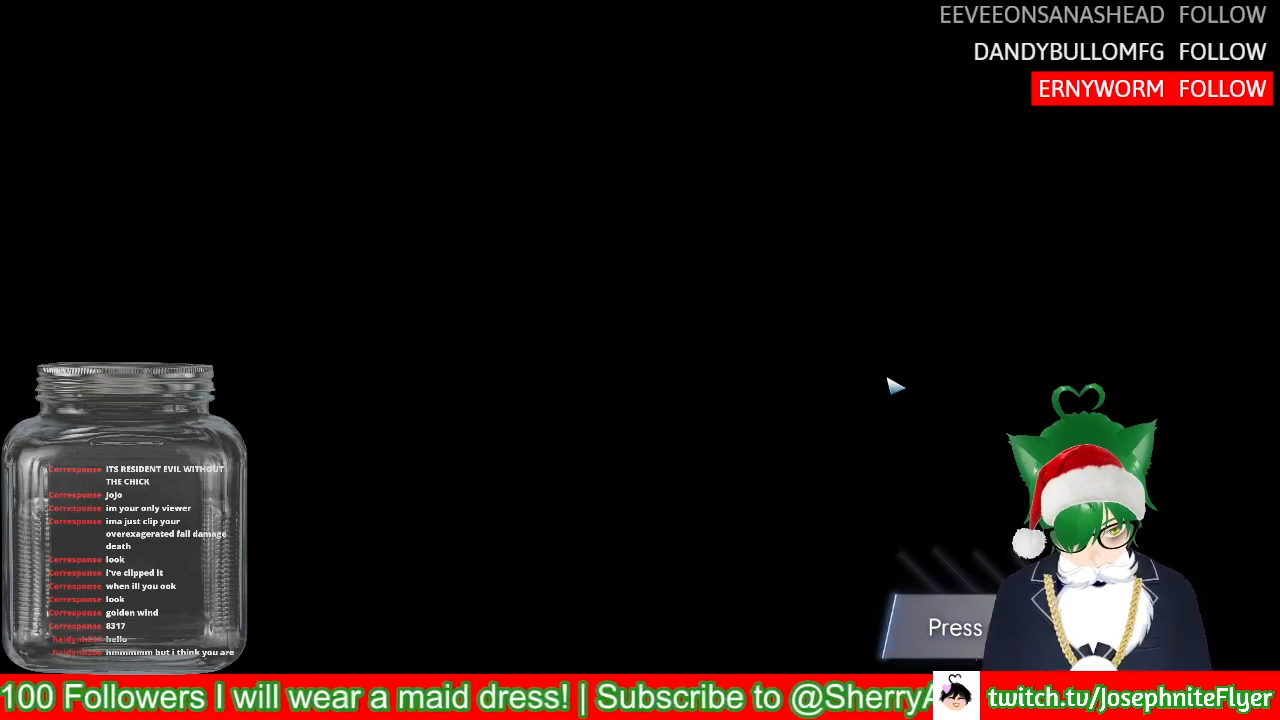 EEVEEONSANASHEAD FOLLOW
DANDYBULLOMFG FOLLOW
ERNYWORM FOLLOW
Corresponse ITS RESIDENT EVIL WITHOUT
THE CHICK
Corresponse JoJo
Corresponse im your only viewer
Corresponse ima just clip your
overexagerated fall damage
death
Corresponse look
Corresponse i've clipped it
Corresponse when ill you ook
Corresponse look
Corresponse golden wind
Corresponse 8317
hello
hmmmmm but i think you are
Press
100 Followers I will wear a maid dress! | Subscribe to @SherryA
twitch.tv/JosephniteFlyer